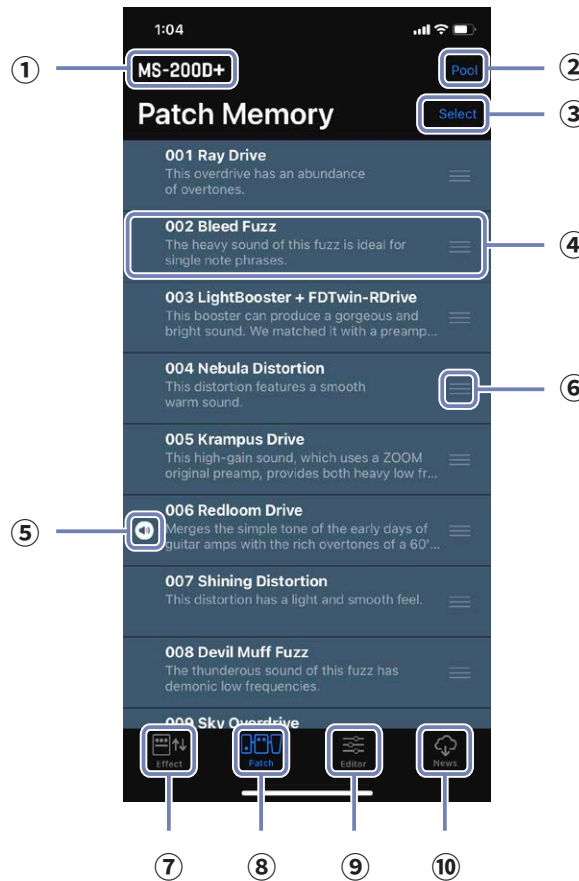 1:04
① MS-200D+ Pool ②
Patch Memory Select ③
001 Ray Drive
This overdrive has an abundance
of overtones.
002 Bleed Fuzz
The heavy sound of this fuzz is ideal for ④
single note phrases.
003 LightBooster + FDTwin-RDrive
This booster can produce a gorgeous and
bright sound. We matched it with a preamp...
004 Nebula Distortion
This distortion features a smooth ⑥
warm sound.
005 Krampus Drive
This high-gain sound, which uses a ZOOM
original preamp, provides both heavy low fr...
006 Redloom Drive
⑤ Merges the simple tone of the early days of
guitar amps with the rich overtones of a 60'...
007 Shining Distortion
This distortion has a light and smooth feel.
008 Devil Muff Fuzz
The thunderous sound of this fuzz has
demonic low frequencies.
009 Sky Overdrive
Effect Patch Editor News
⑦ ⑧ ⑨ ⑩